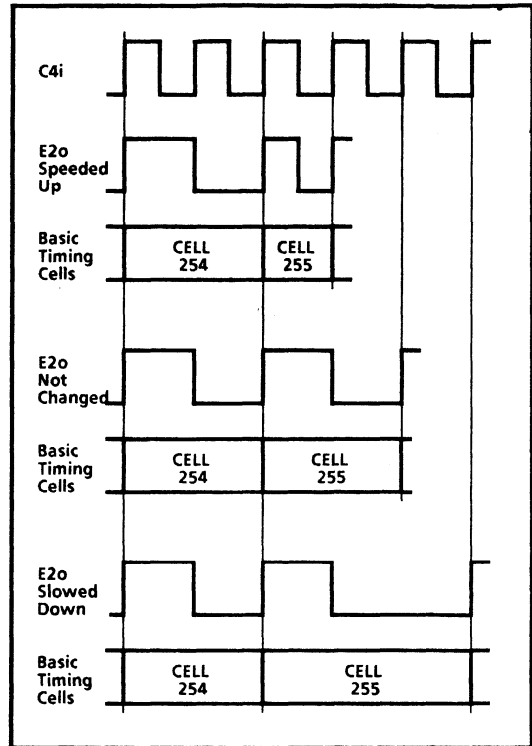 C4i
E2o
Speeded
Up
Basic
Timing
Cells
CELL
254
CELL
255
E2o
Not
Changed
Basic
Timing
Cells
CELL
254
CELL
255
E2o
Slowed
Down
Basic
Timing
Cells
CELL
254
CELL
255